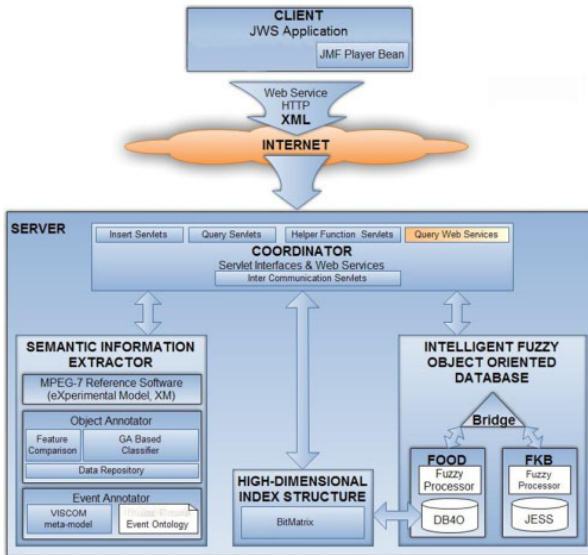 CLIENT
JWS Application
JMF Player Bean
Web Service
HTTP
XML
INTERNET
SERVER
Insert Servlets
Query Servlets
Helper Function Servlets
Query Web Services
COORDINATOR
Servlet Interfaces & Web Services
Inter Communication Servlets
SEMANTIC INFORMATION
EXTRACTOR
MPEG-7 Reference Software
(eXperimental Model, XM)
Object Annotator
Feature
Comparison
GA Based
Classifier
Data Repository
Event Annotator
VISCOM
meta-model
Event Ontology
HIGH-DIMENSIONAL
INDEX STRUCTURE
BitMatrix
INTELLIGENT FUZZY
OBJECT ORIENTED
DATABASE
Bridge
FOOD
Fuzzy
Processor
DB4O
FKB
Fuzzy
Processor
JESS